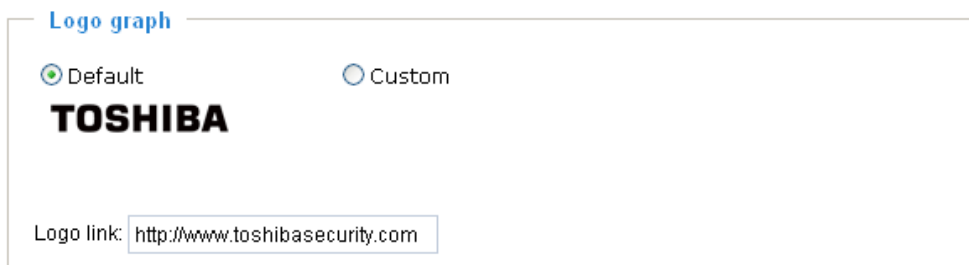 Logo graph
Default Custom
TOSHIBA
Logo link: http://www.toshibasecurity.com